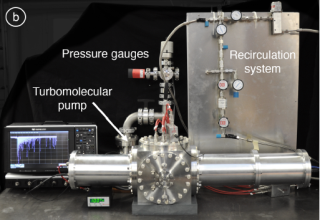 b
Pressure gauges
Recirculation
system
Turbomolecular
pump